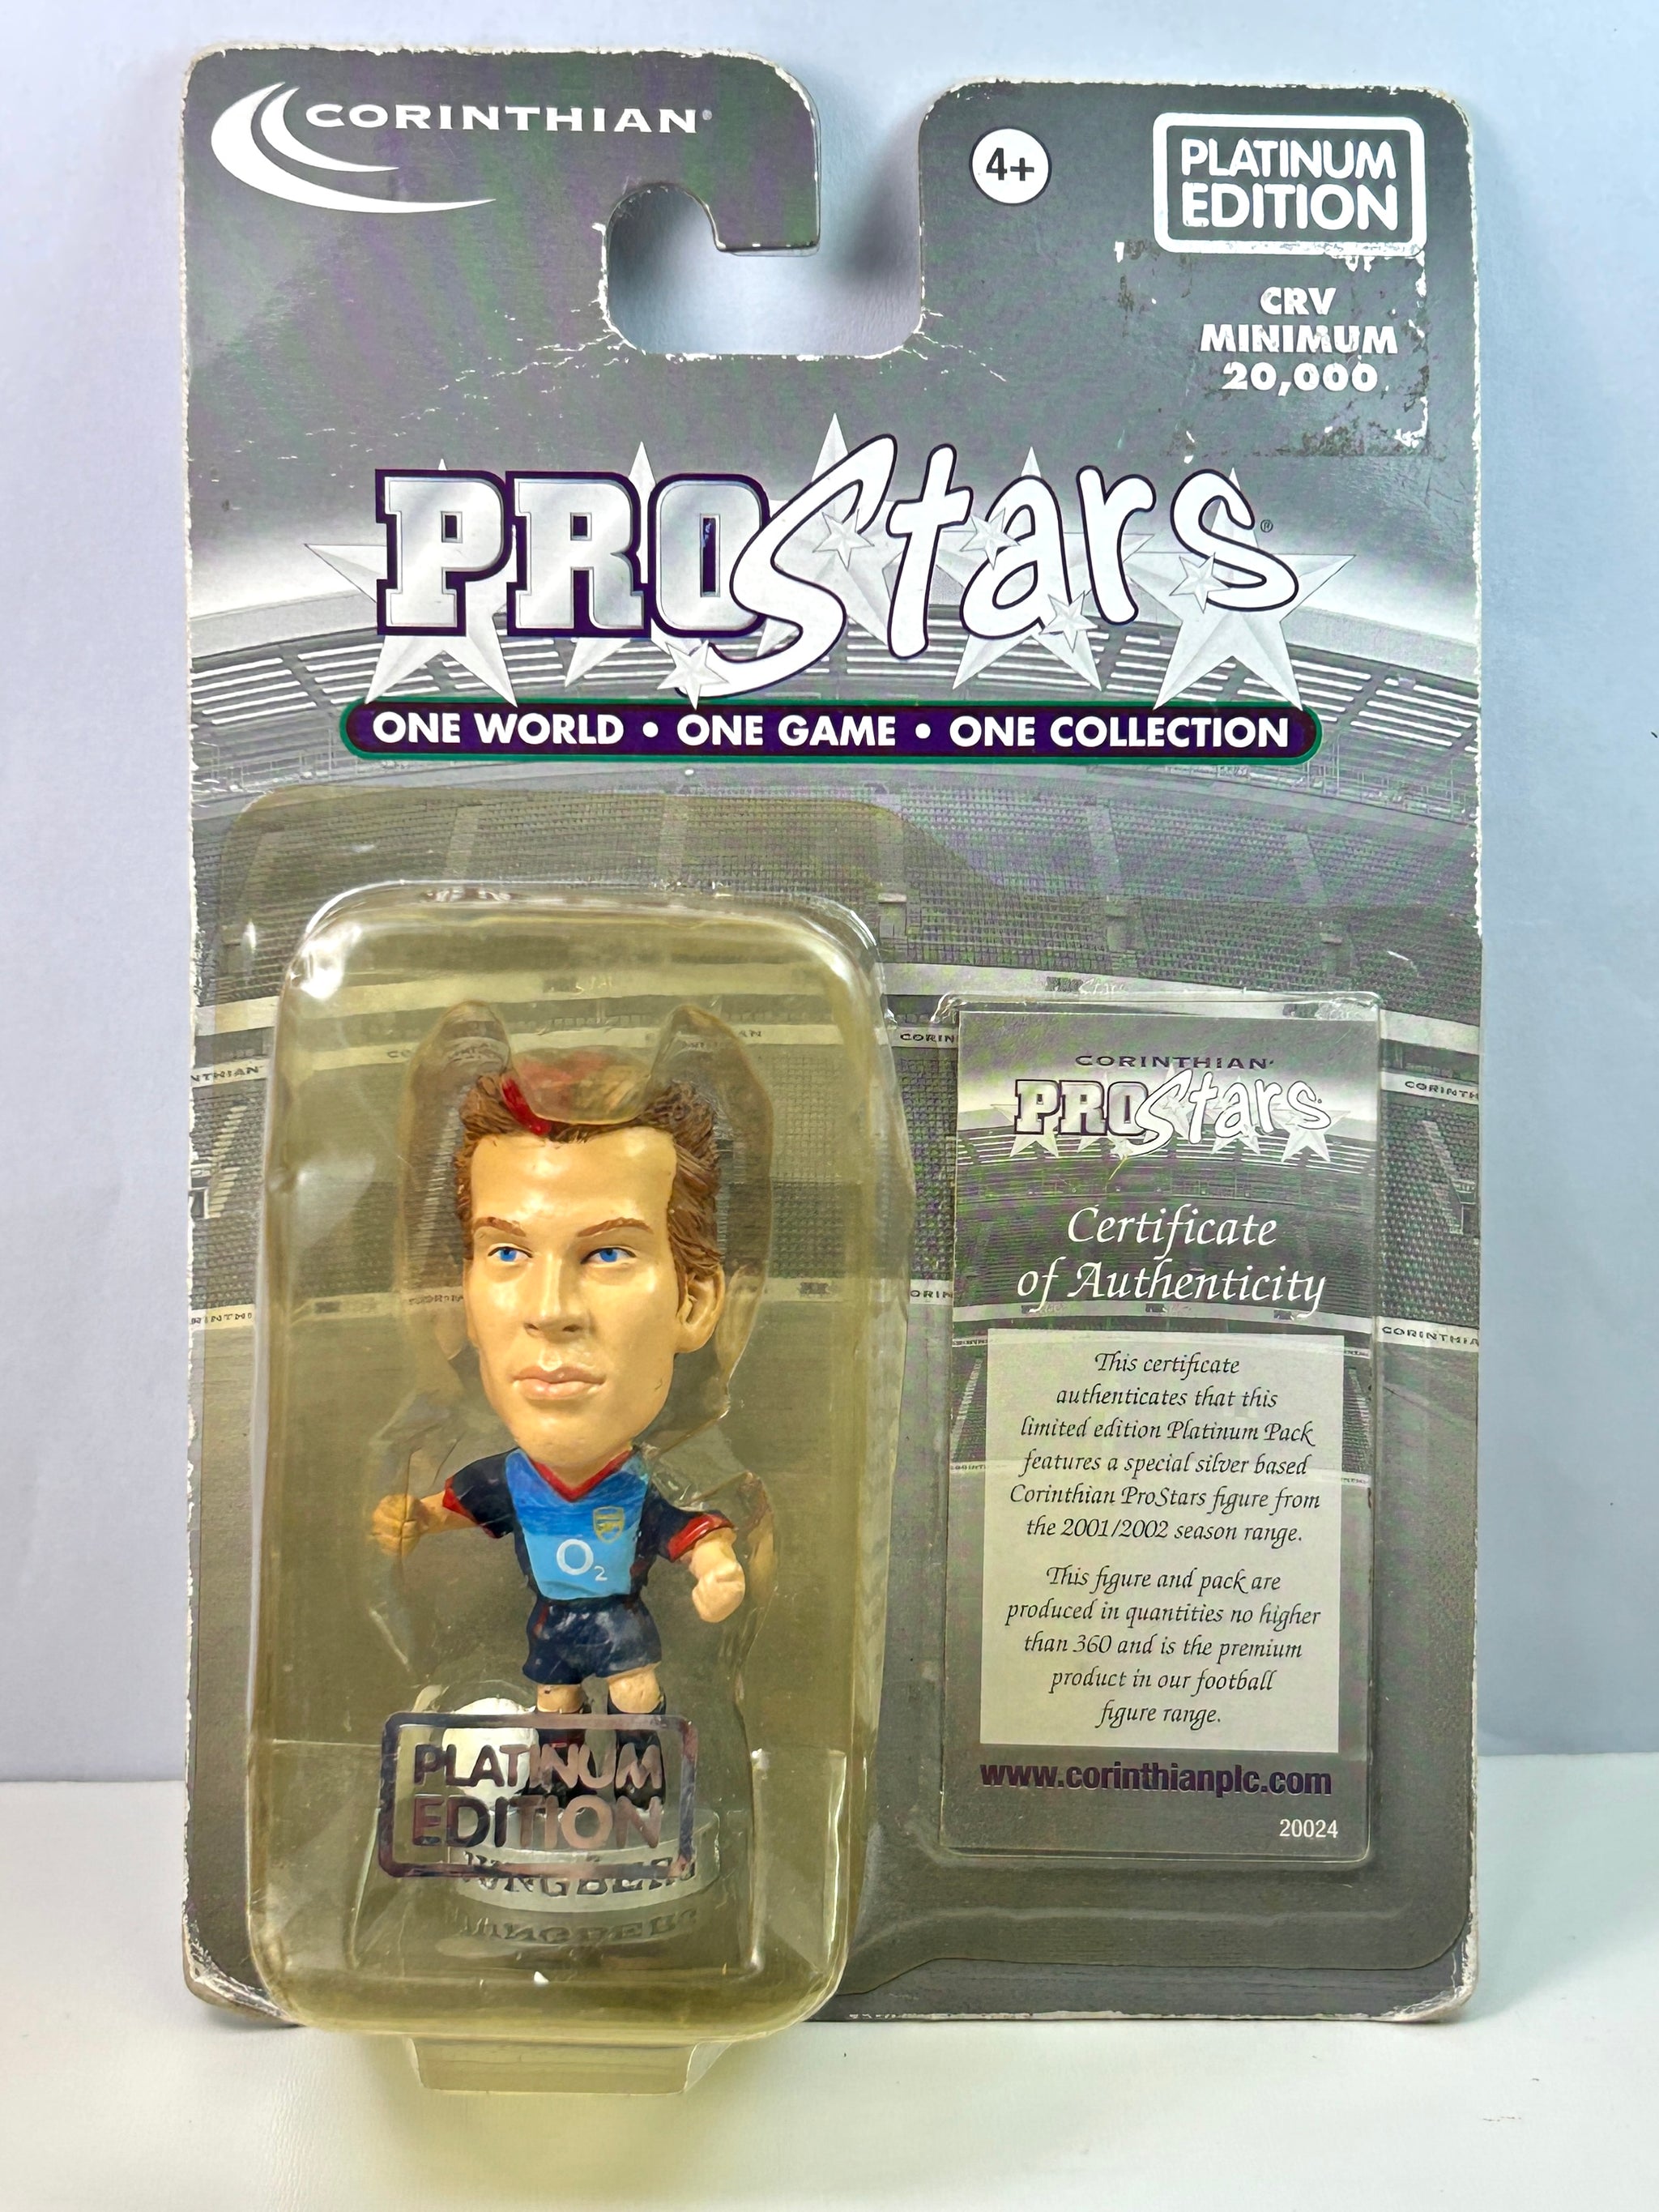 CORINTHIAN®
4+
PLATINUM
EDITION
CRV
MINIMUM
20,000
PROStars®
ONE WORLD • ONE GAME • ONE COLLECTION
CORINTHIAN
PROStars
Certificate
of Authenticity
This certificate
authenticates that this
limited edition Platinum Pack
features a special silver based
Corinthian ProStars figure from
the 2001/2002 season range.
This figure and pack are
produced in quantities no higher
than 360 and is the premium
product in our football
figure range.
www.corinthianplc.com
20024
O2
PLATINUM
EDITION